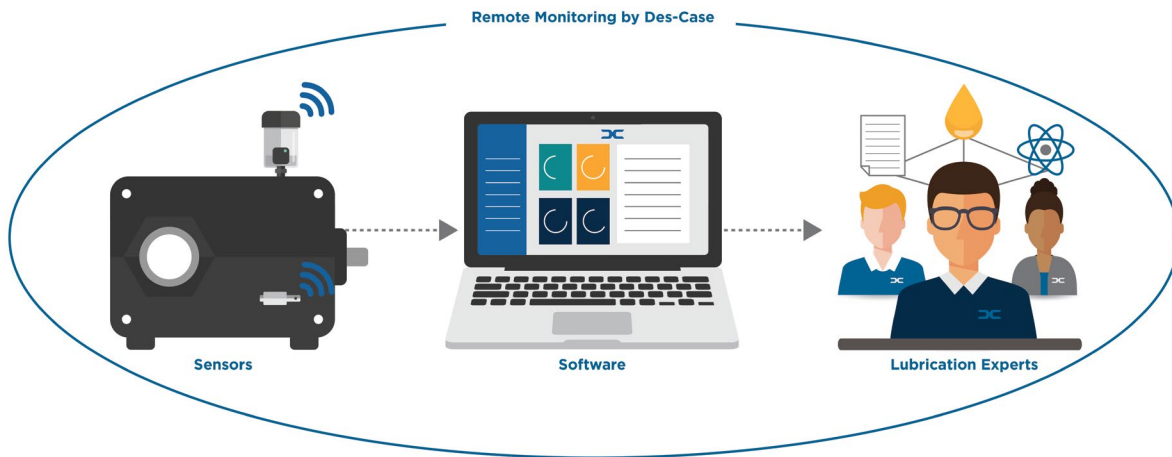 Remote Monitoring by Des-Case
Sensors
Software
Lubrication Experts